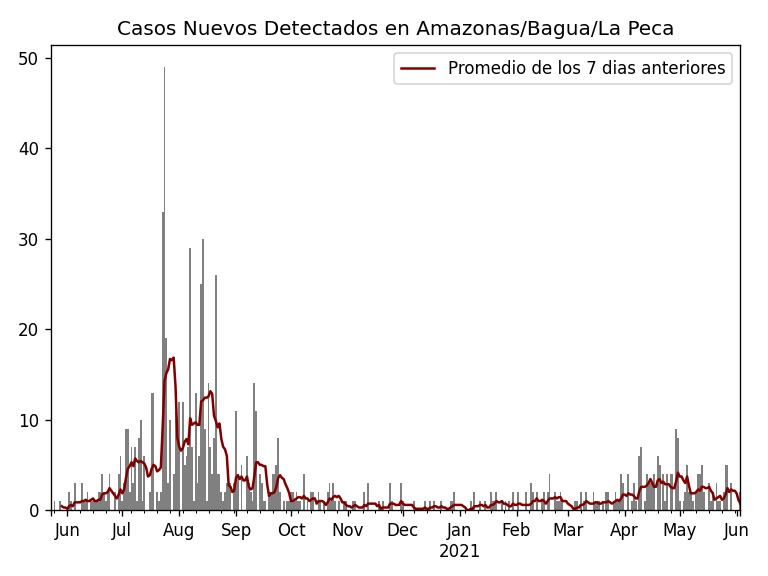 Casos Nuevos Detectados en Amazonas/Bagua/La Peca
Promedio de los 7 dias anteriores
50
40
30
20
10
0
Jun Jul Aug Sep Oct Nov Dec Jan Feb Mar Apr May Jun
2021